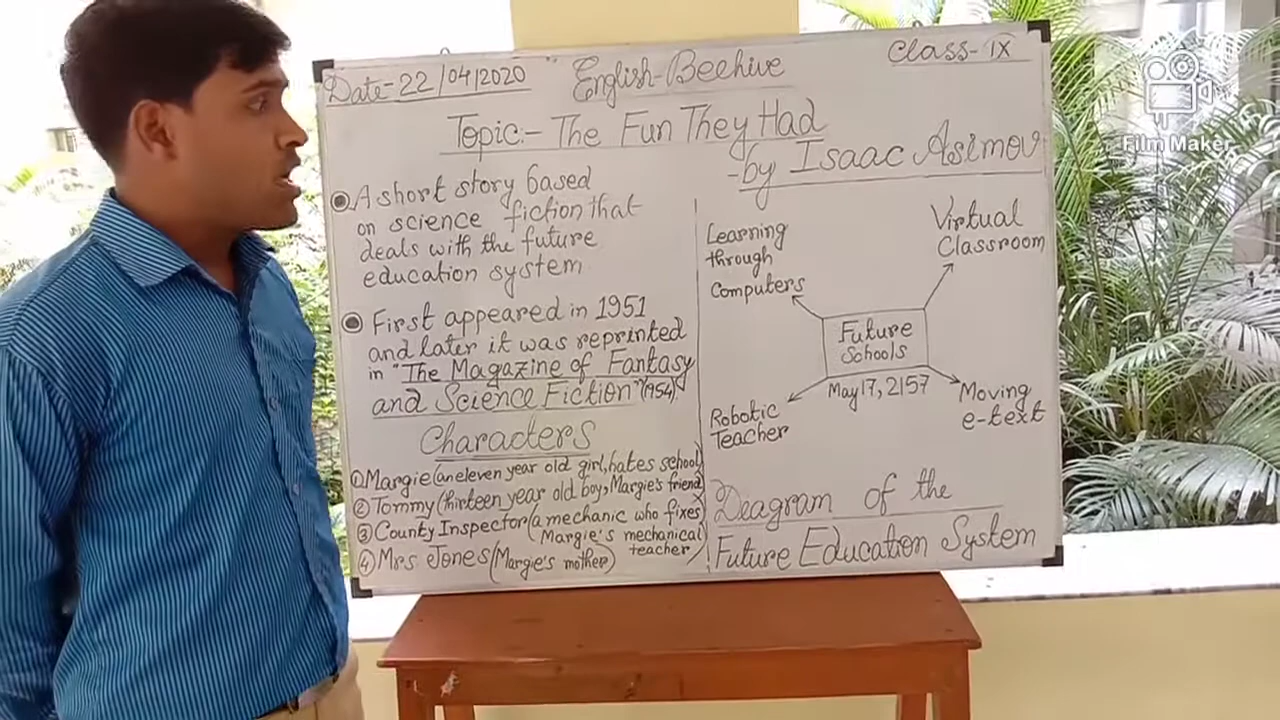 Date-22/04/2020
English-Beehive
Class-IX
Topic:- The Fun They Had
-by Isaac Asimov
A short story based
on science fiction that
deals with the future
education system
First appeared in 1951
and later it was reprinted
in "The Magazine of Fantasy
and Science Fiction" (1954)
Characters
① Margie (an eleven year old girl, hates school)
② Tommy (thirteen year old boy, Margie's friend)
③ County Inspector (a mechanic who fixes
Margie's mechanical
teacher)
④ Mrs Jones (Margie's mother)
Learning
through
Computers
Virtual
Classroom
Future
Schools
May 17, 2157
Robotic
Teacher
Moving
e-text
Deagram of the
Future Education System
Film Maker